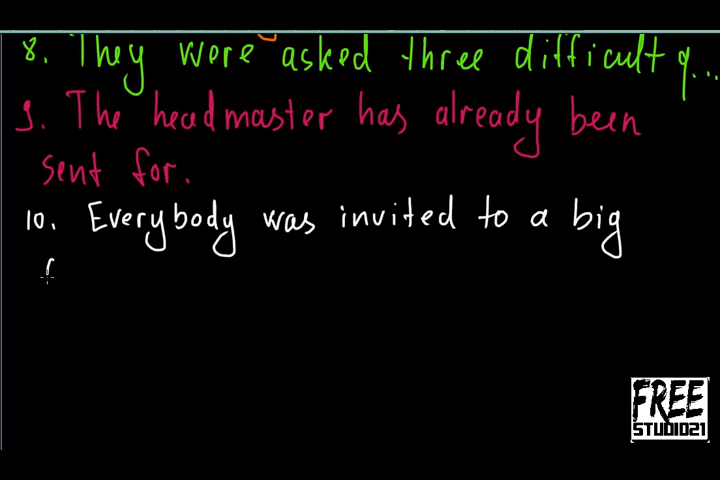 8. They were asked three difficult q...
9. The headmaster has already been
sent for.
10. Everybody was invited to a big
FREE
STUDIO21